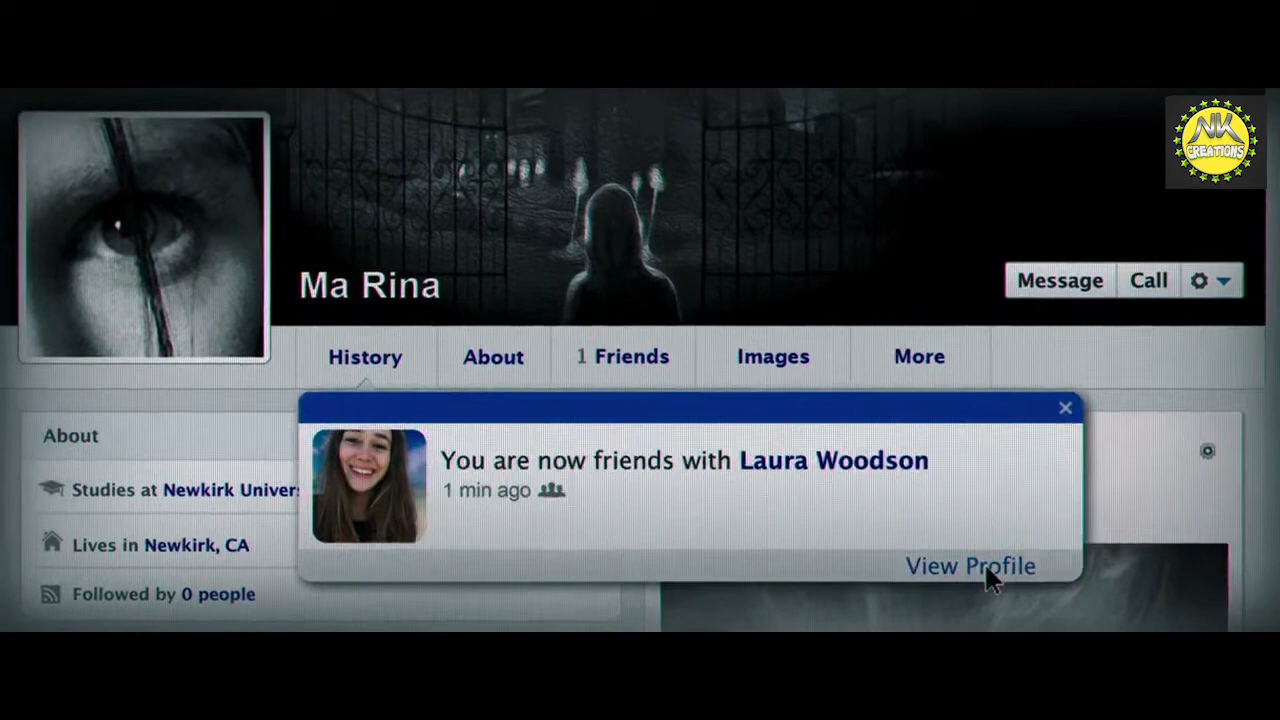 NK
CREATIONS
Ma Rina
Message Call
History About 1 Friends Images More
About
You are now friends with Laura Woodson
1 min ago
Studies at Newkirk Univer
Lives in Newkirk, CA
View Profile
Followed by 0 people